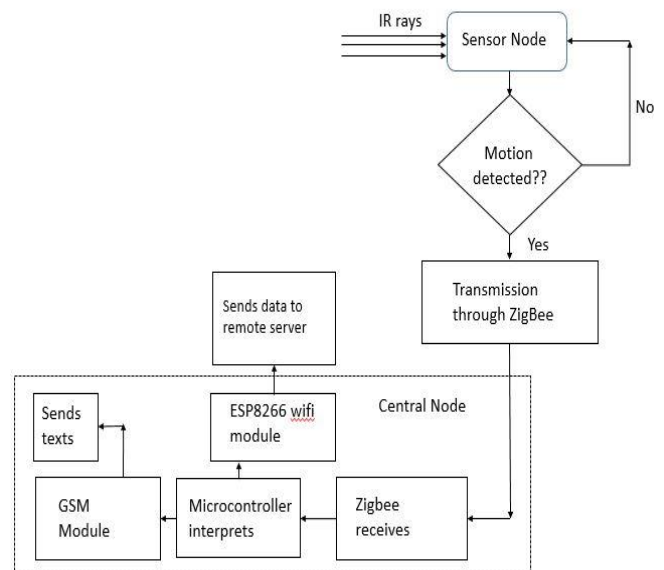 IR rays
Sensor Node
No
Motion
detected??
Yes
Transmission
through ZigBee
Sends data to
remote server
Central Node
Sends
texts
ESP8266 wifi
module
GSM
Module
Microcontroller
interprets
Zigbee
receives